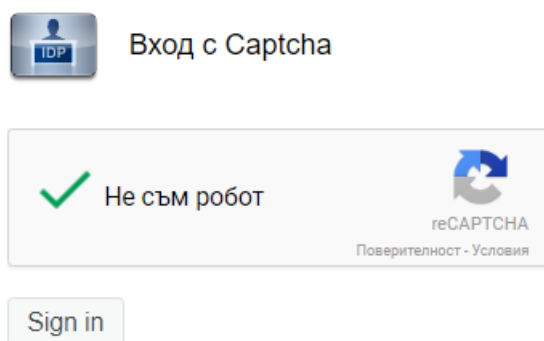 IDP
Вход с Captcha
Не съм робот
reCAPTCHA
Поверителност - Условия
Sign in